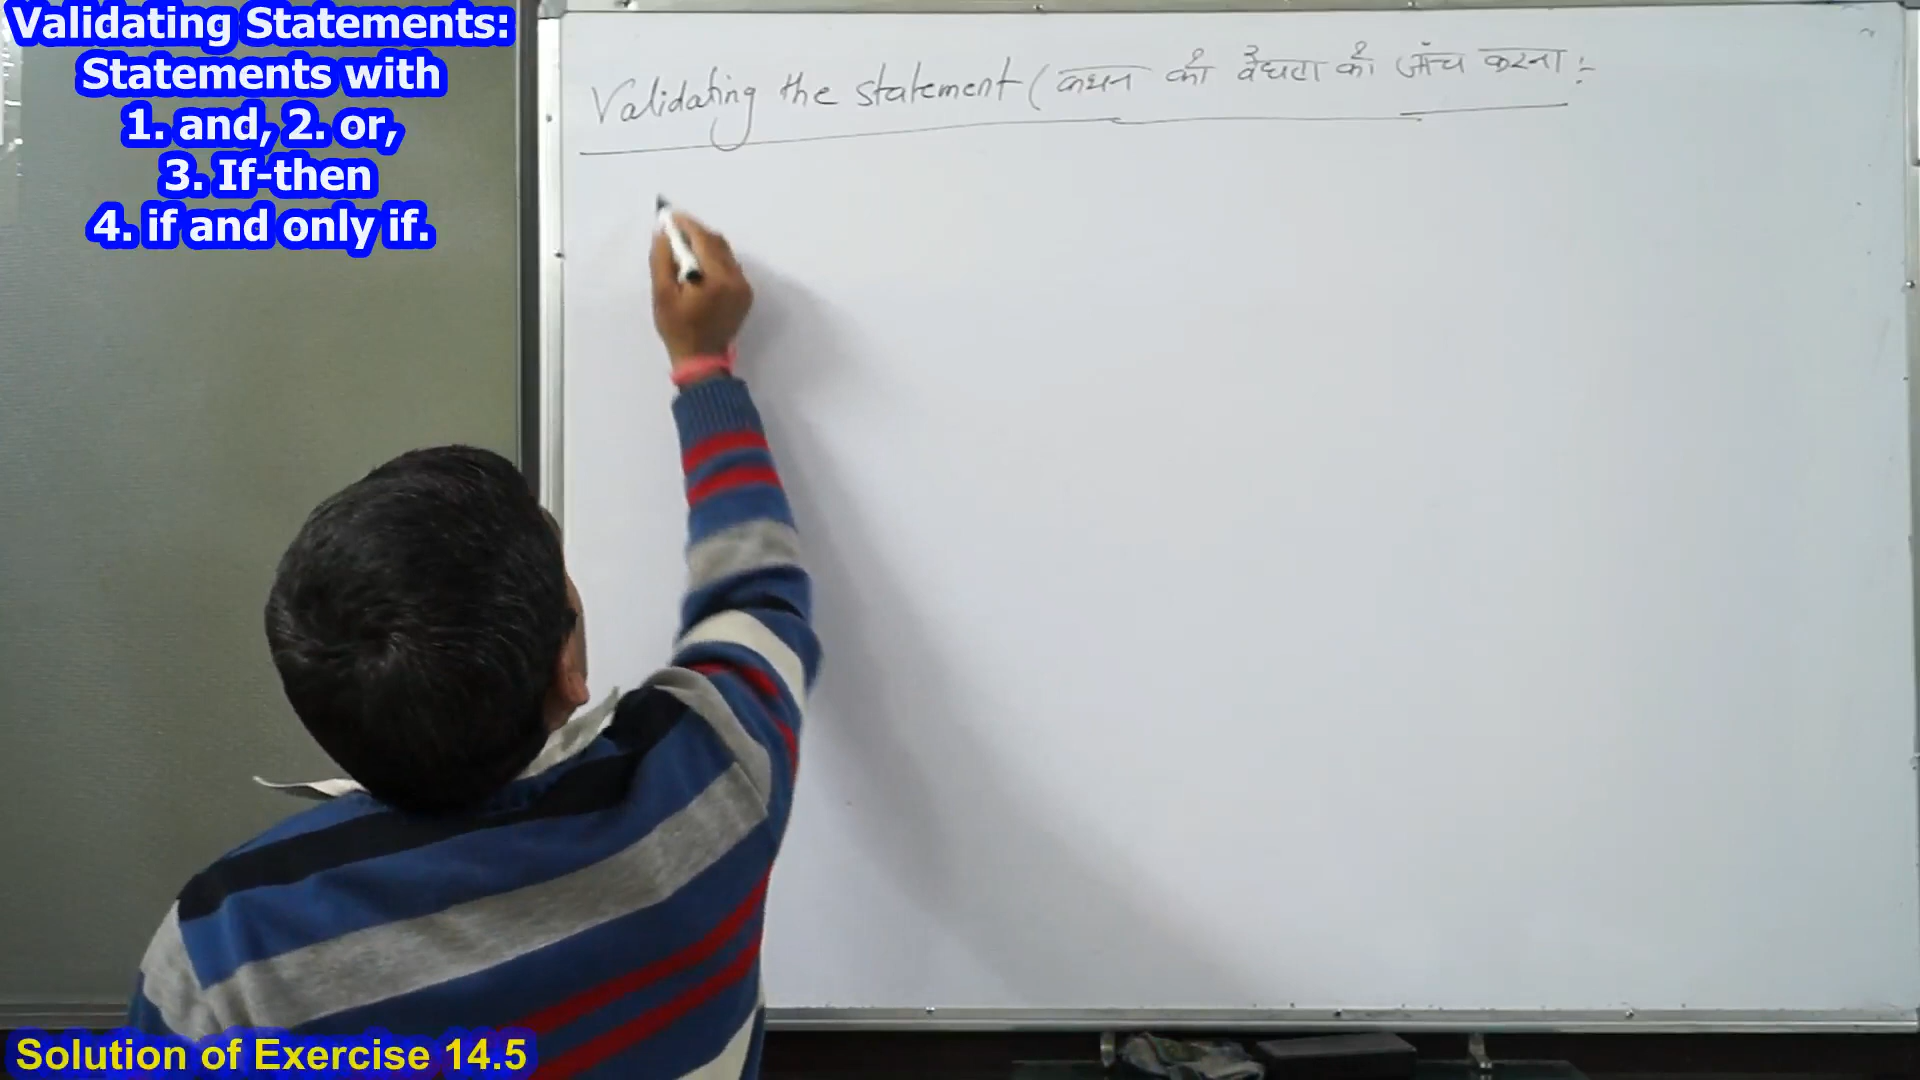 Validating Statements:
Statements with
1. and, 2. or,
3. If-then
4. if and only if.
Validating the statement (कथन की वैधता की जाँच करना :-
Solution of Exercise 14.5